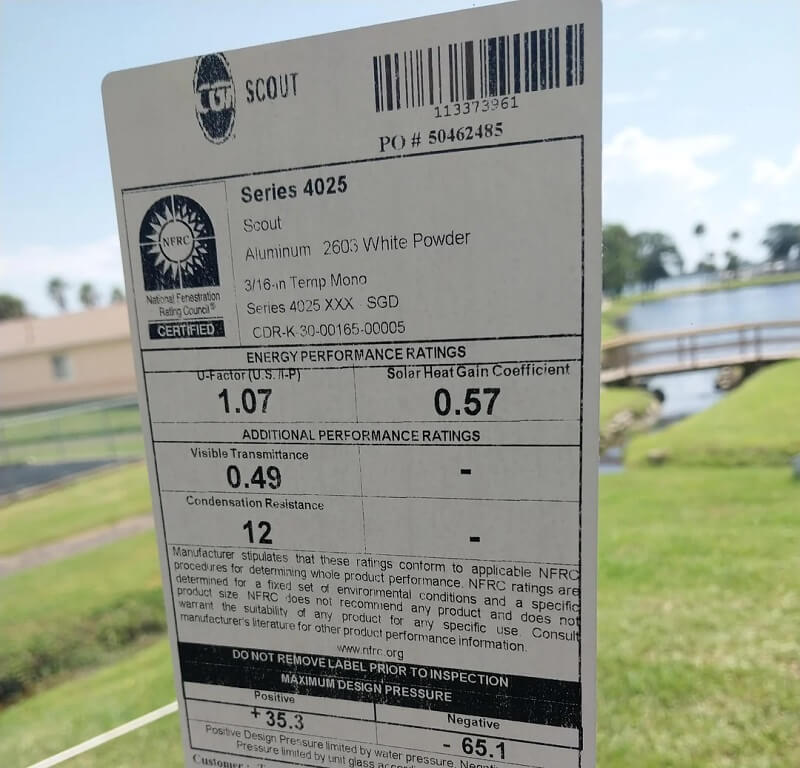 CGI SCOUT
113373961
PO # 50462485
NFRC
National Fenestration
Rating Council®
CERTIFIED
Series 4025
Scout
Aluminum 2603 White Powder
3/16-in Temp Mono
Series 4025 XXX SGD
CDR-K-30-00165-00005
ENERGY PERFORMANCE RATINGS
U-Factor (U.S./I-P)
1.07
Solar Heat Gain Coefficient
0.57
ADDITIONAL PERFORMANCE RATINGS
Visible Transmittance
0.49
-
Condensation Resistance
12
-
Manufacturer stipulates that these ratings conform to applicable NFRC
procedures for determining whole product performance. NFRC ratings are
determined for a fixed set of environmental conditions and a specific
product size. NFRC does not recommend any product and does not
warrant the suitability of any product for any specific use. Consult
manufacturer's literature for other product performance information.
www.nfrc.org
DO NOT REMOVE LABEL PRIOR TO INSPECTION
MAXIMUM DESIGN PRESSURE
Positive
+ 35.3
Negative
- 65.1
Positive Design Pressure limited by water pressure.
Pressure limited by unit glass
Customer: